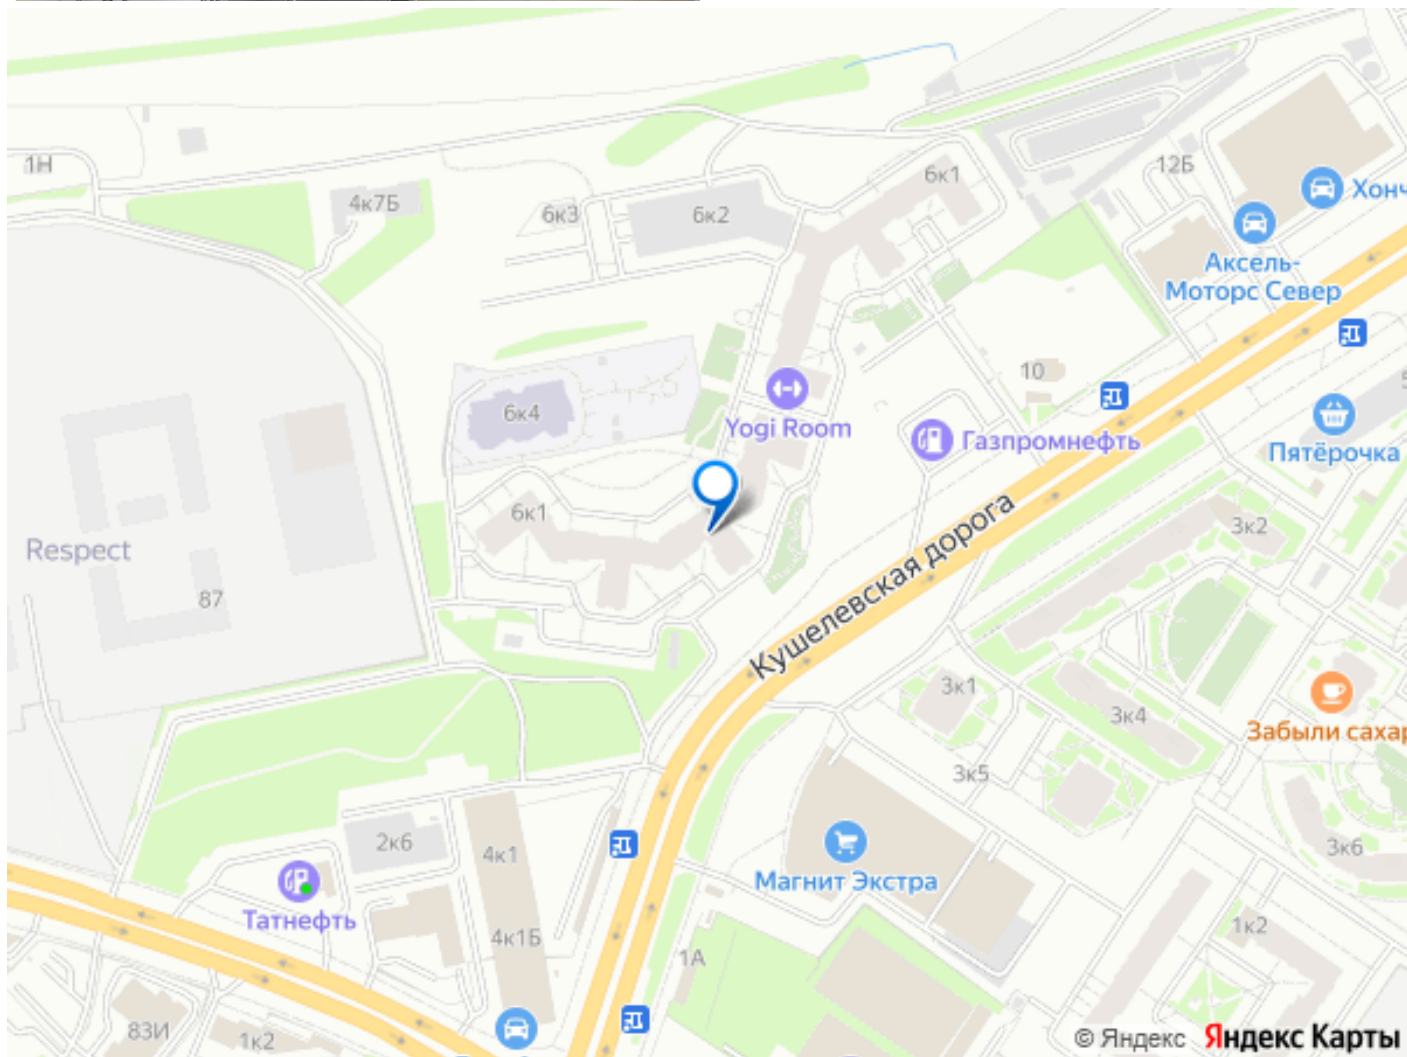 1Н
4к7Б
6к3
6к2
6к1
12Б
Аксель-
Моторс Север
6к4
Yogi Room
10
Газпромнефть
Пятёрочка
6к1
3к2
Respect
87
Кушелевская дорога
3к1
3к4
Забыли сахар
3к5
2к6
4к1
3к6
Магнит Экстра
Татнефть
4к1Б
1А
1к2
83И
1к2
© Яндекс Яндекс Карты